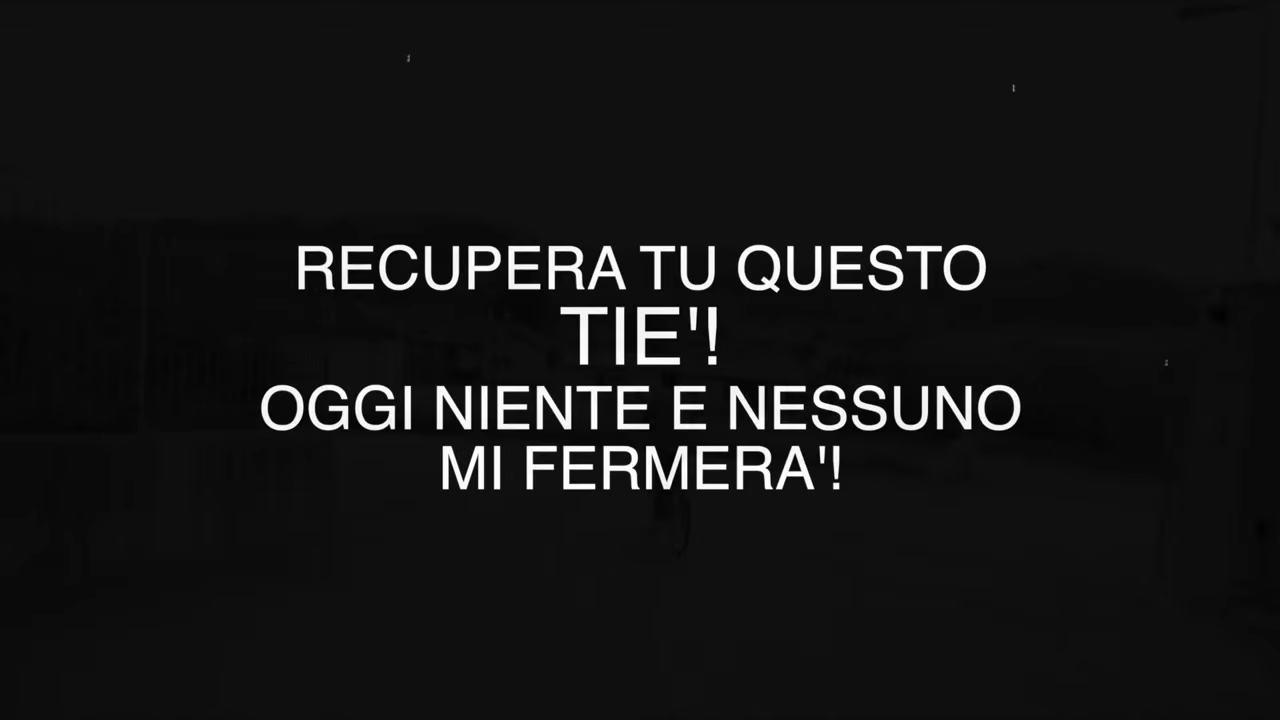 RECUPERA TU QUESTO
TIE'!
OGGI NIENTE E NESSUNO
MI FERMERA'!